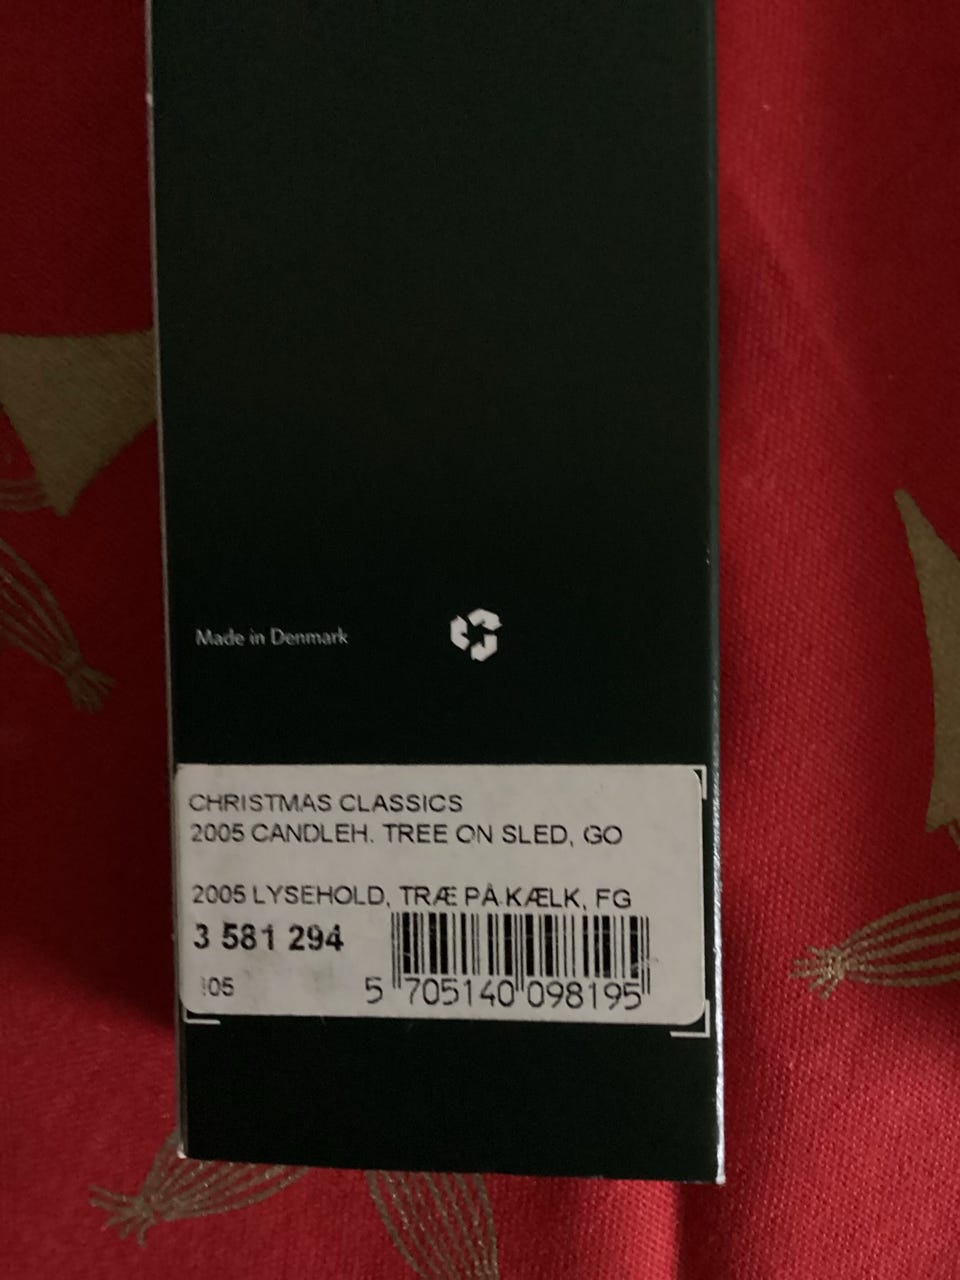 Made in Denmark
CHRISTMAS CLASSICS
2005 CANDLEH. TREE ON SLED, GO
2005 LYSEHOLD, TRÆ PÅ KÆLK, FG
3 581 294
05
5 705140 098195